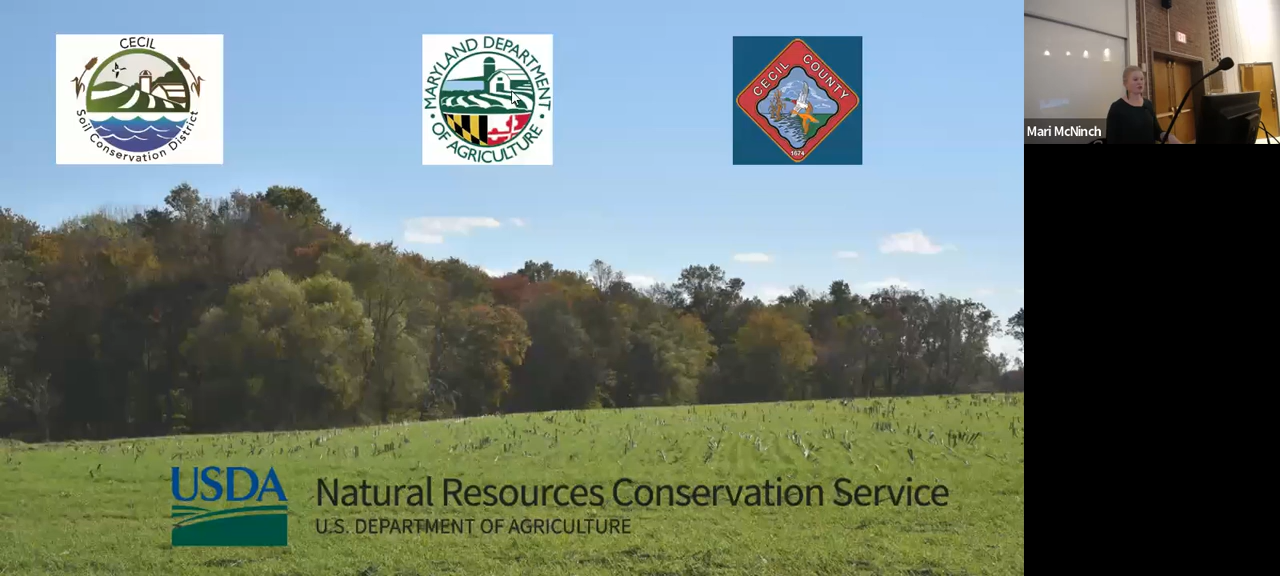 CECIL
Soil Conservation District
MARYLAND DEPARTMENT
• OF AGRICULTURE •
CECIL COUNTY
1674
Mari McNinch
USDA
Natural Resources Conservation Service
U.S. DEPARTMENT OF AGRICULTURE